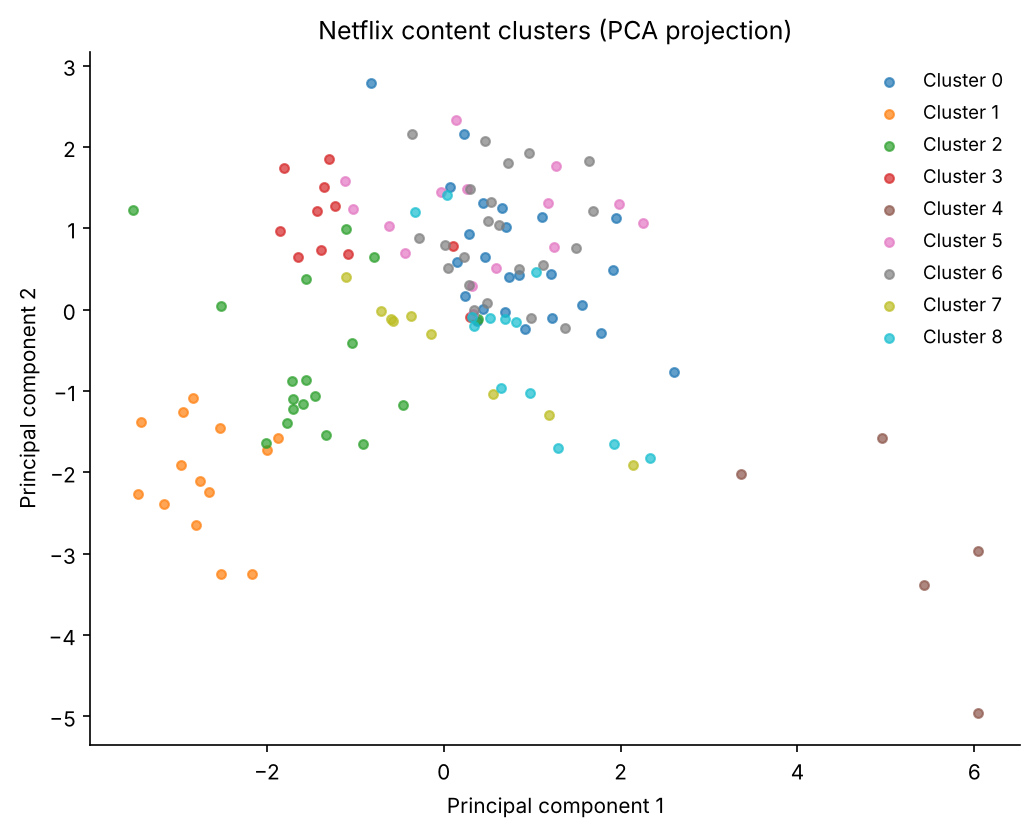 Netflix content clusters (PCA projection)
Cluster 0
Cluster 1
Cluster 2
Cluster 3
Cluster 4
Cluster 5
Cluster 6
Cluster 7
Cluster 8
Principal component 2
3
2
1
0
−1
−2
−3
−4
−5
−2
0
2
4
6
Principal component 1